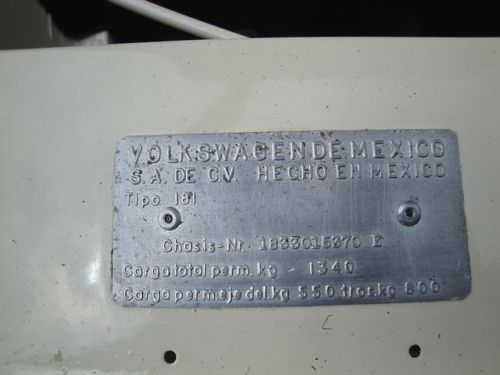 VOLKSWAGEN DE MEXICO
S. A. DE C.V. HECHO EN MEXICO
Tipo 181
Chasis-Nr. 1833015370 E
Carga total perm. kg - 1340
Carga perm eje del kg 550 tras. kg 800